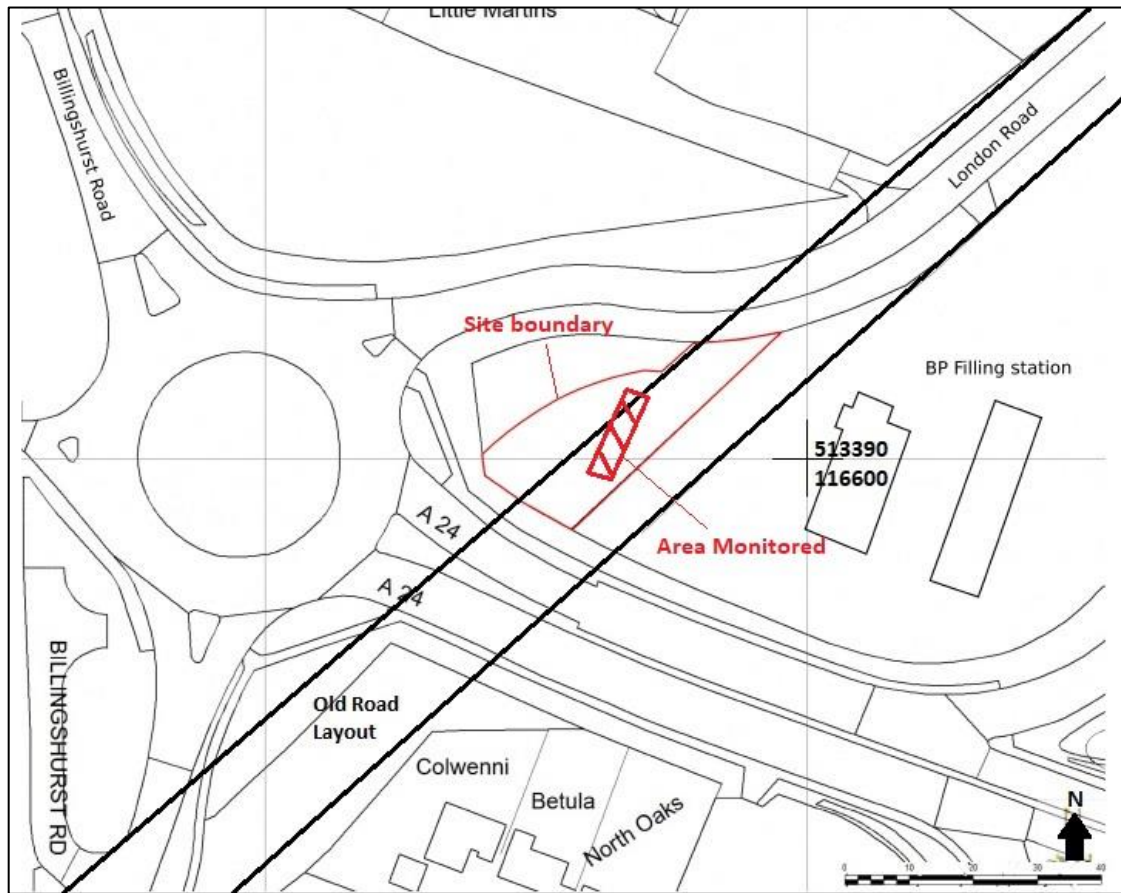 Little Martins
Billingshurst Road
London Road
Site boundary
BP Filling station
513390
116600
A 24
Area Monitored
A 24
BILLINGSHURST RD
Old Road
Layout
Colwenni
Betula
North Oaks
N
0 10 20 30 40